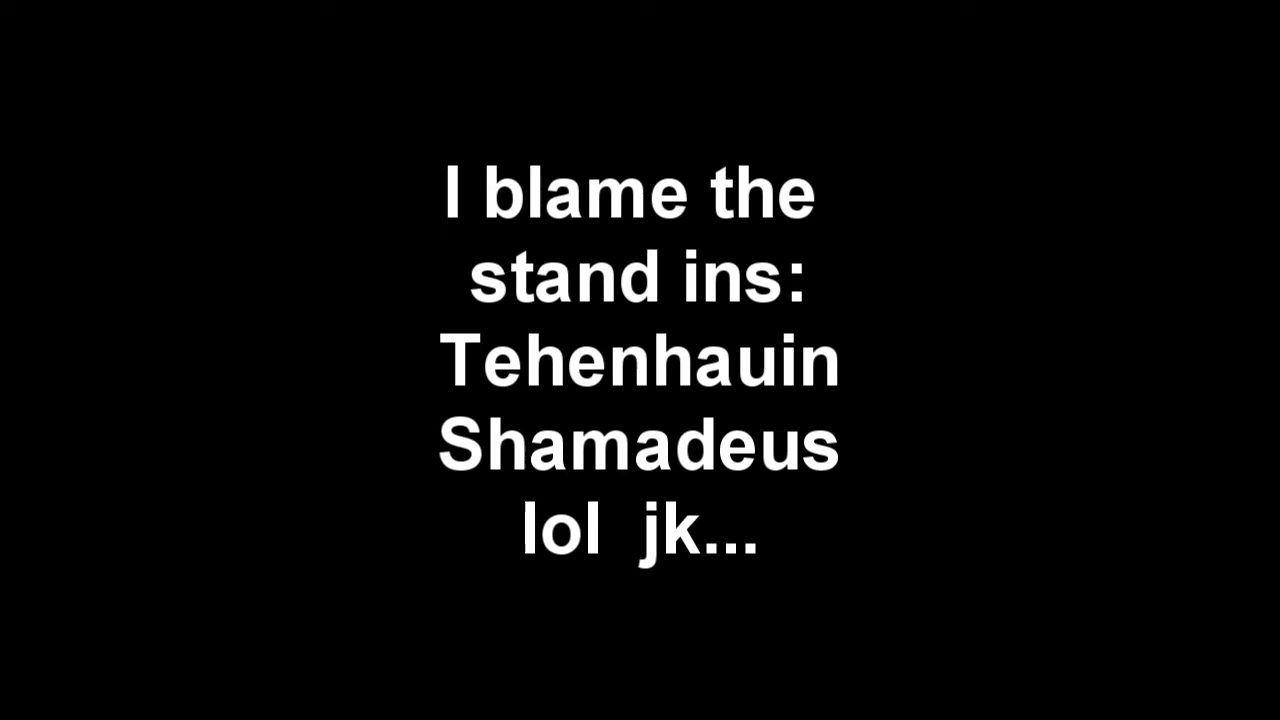 I blame the
stand ins:
Tehenhauin
Shamadeus
lol  jk...